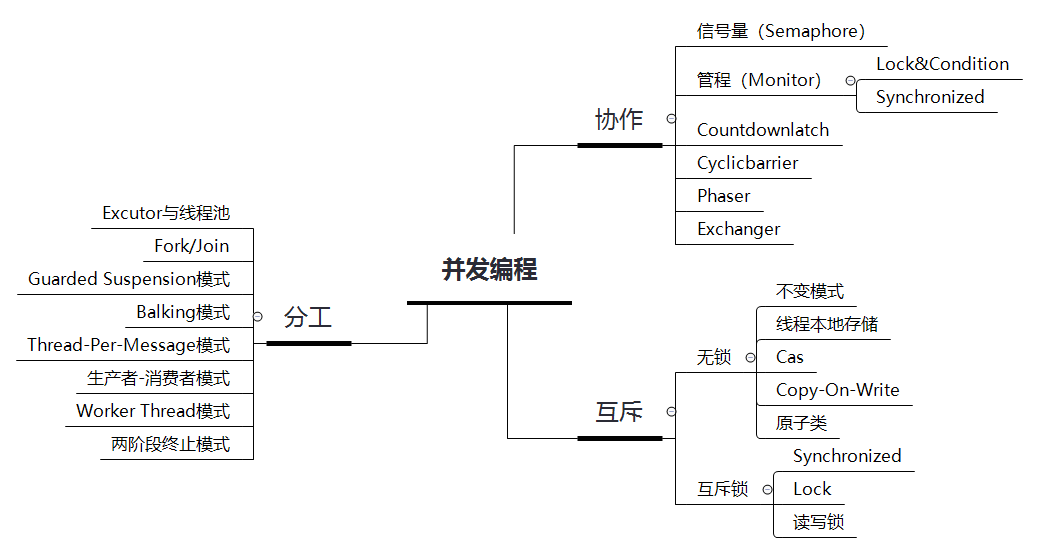 并发编程
协作
信号量（Semaphore）
管程（Monitor）
Lock&Condition
Synchronized
Countdownlatch
Cyclicbarrier
Phaser
Exchanger
互斥
无锁
不变模式
线程本地存储
Cas
Copy-On-Write
原子类
互斥锁
Synchronized
Lock
读写锁
分工
Excutor与线程池
Fork/Join
Guarded Suspension模式
Balking模式
Thread-Per-Message模式
生产者-消费者模式
Worker Thread模式
两阶段终止模式